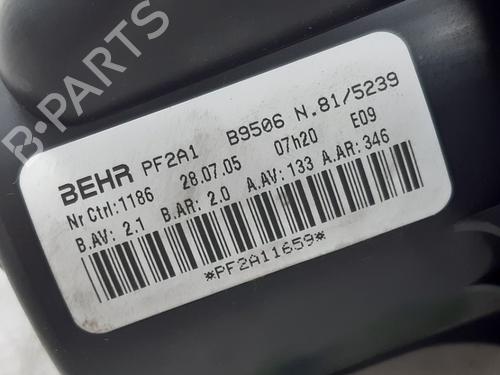 BEHR PF2A1 B9506 N.81/5239
Nr Ctrl:1186 28.07.05 07h20 E09
B.AV: 2.1 B.AR: 2.0 A.AV: 133 A.AR: 346
*PF2A11659*
B-PARTS